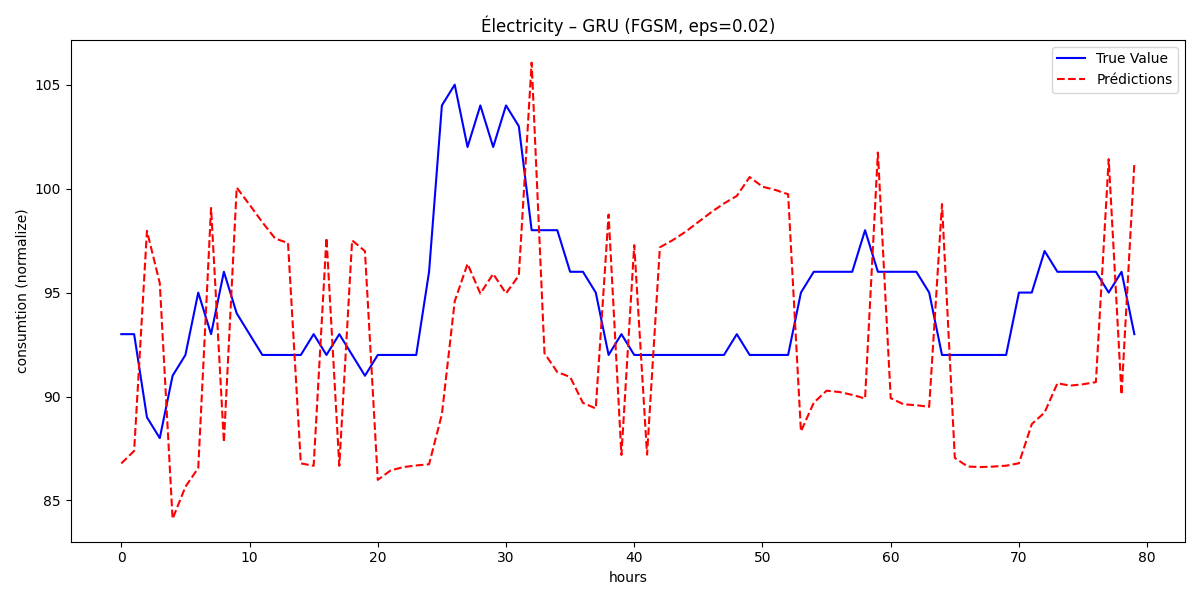 Électricity – GRU (FGSM, eps=0.02)
True Value
Prédictions
consumtion (normalize)
105
100
95
90
85
0 10 20 30 40 50 60 70 80
hours